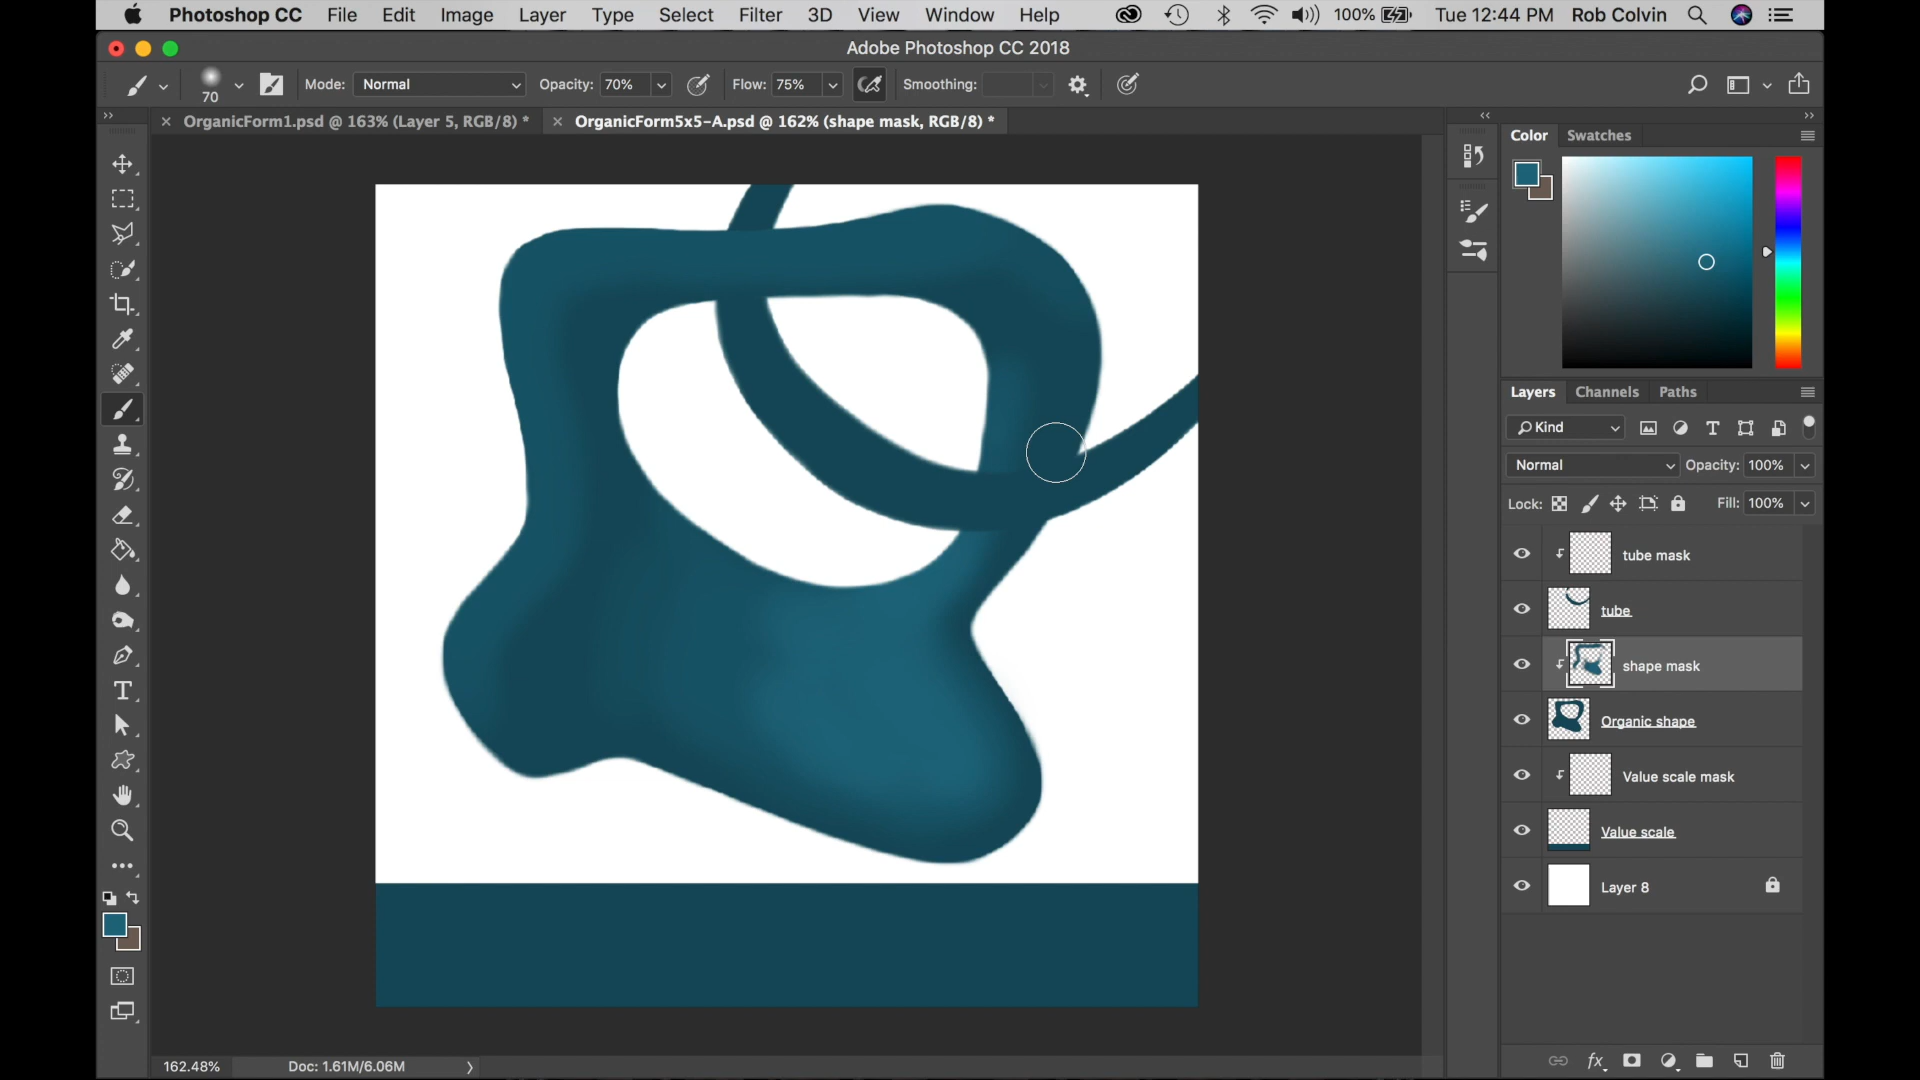 Photoshop CC File Edit Image Layer Type Select Filter 3D View Window Help 100% Tue 12:44 PM Rob Colvin
Adobe Photoshop CC 2018
70 Mode: Normal Opacity: 70% Flow: 75% Smoothing:
OrganicForm1.psd @ 163% (Layer 5, RGB/8) * OrganicForm5x5-A.psd @ 162% (shape mask, RGB/8) *
Color Swatches
Layers Channels Paths
Kind
Normal Opacity: 100%
Lock: Fill: 100%
tube mask
tube
shape mask
Organic shape
Value scale mask
Value scale
Layer 8
162.48% Doc: 1.61M/6.06M
fx